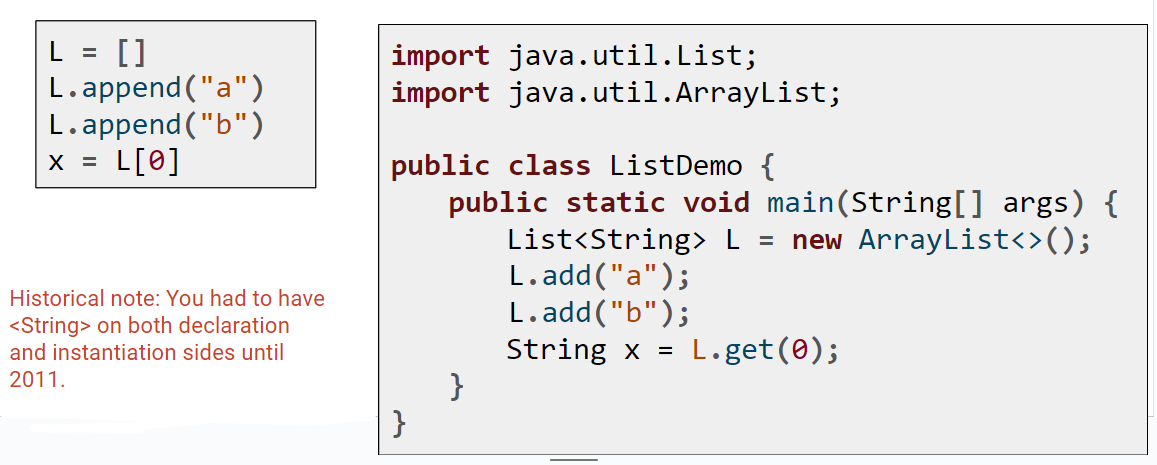 L = []
L.append("a")
L.append("b")
x = L[0]
Historical note: You had to have
<String> on both declaration
and instantiation sides until
2011.
import java.util.List;
import java.util.ArrayList;
public class ListDemo {
public static void main(String[] args) {
List<String> L = new ArrayList<>();
L.add("a");
L.add("b");
String x = L.get(0);
}
}